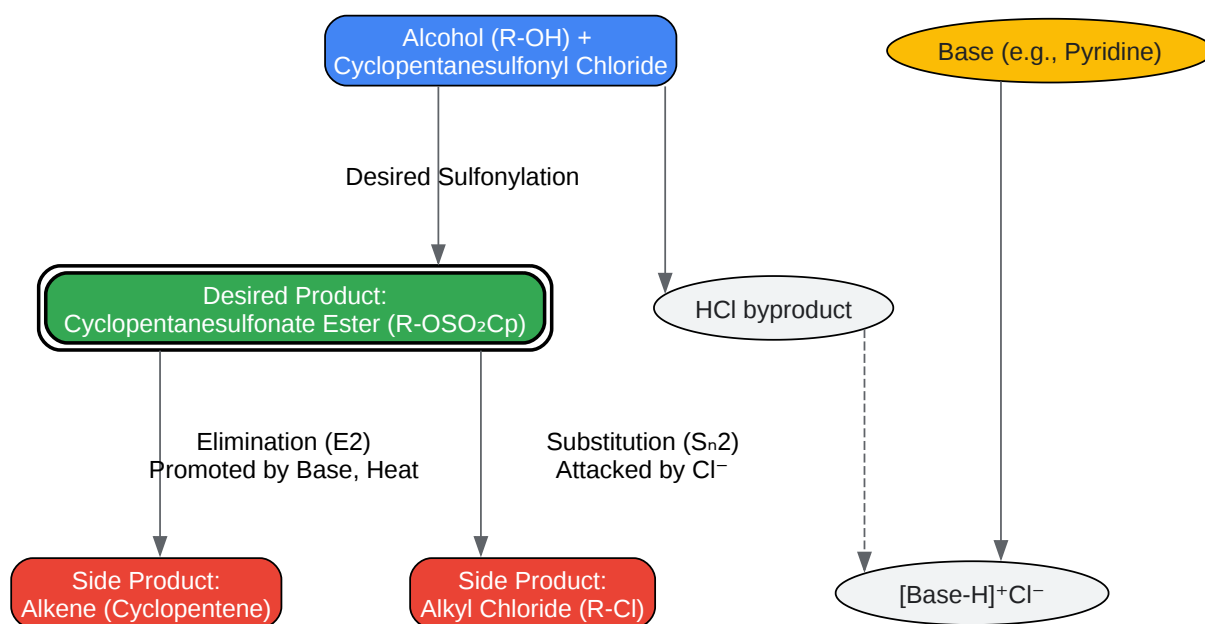 Alcohol (R-OH) +
Cyclopentanesulfonyl Chloride
Base (e.g., Pyridine)
Desired Sulfonylation
Desired Product:
Cyclopentanesulfonate Ester (R-OSO₂Cp)
HCl byproduct
Elimination (E2)
Promoted by Base, Heat
Substitution (Sₙ2)
Attacked by Cl⁻
Side Product:
Alkene (Cyclopentene)
Side Product:
Alkyl Chloride (R-Cl)
[Base-H]⁺Cl⁻